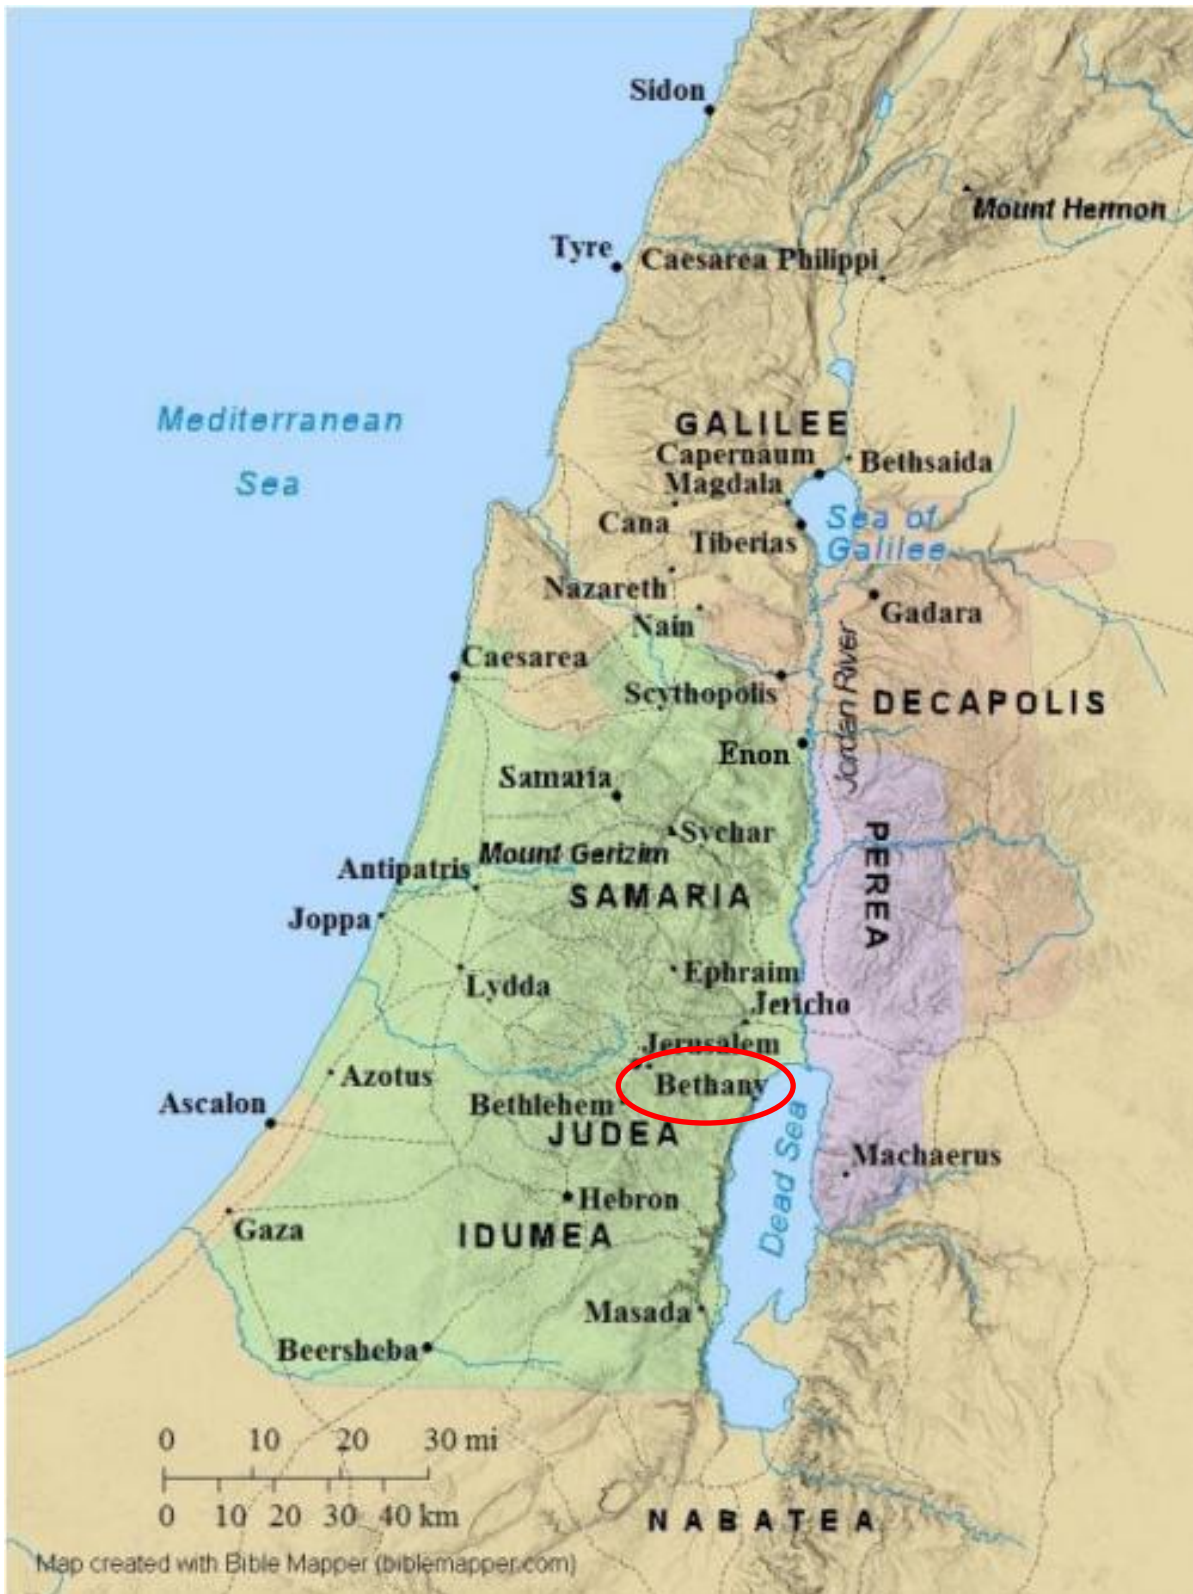 Sidon
Mount Hermon
Tyre
Caesarea Philippi
Mediterranean
Sea
GALILEE
Capernaum
Bethsaida
Magdala
Cana
Sea of
Galilee
Tiberias
Nazareth
Gadara
Nain
Caesarea
Scythopolis
Jordan River
DECAPOLIS
Enon
Samaria
Sychar
PEREA
Mount Gerizim
Antipatris
SAMARIA
Joppa
Ephraim
Lydda
Jericho
Jerusalem
Azotus
Bethany
Ascalon
Bethlehem
JUDEA
Dead Sea
Machaerus
Hebron
Gaza
IDUMEA
Masada
Beersheba
0 10 20 30 mi
0 10 20 30 40 km
NABATEA
Map created with Bible Mapper (biblemapper.com)